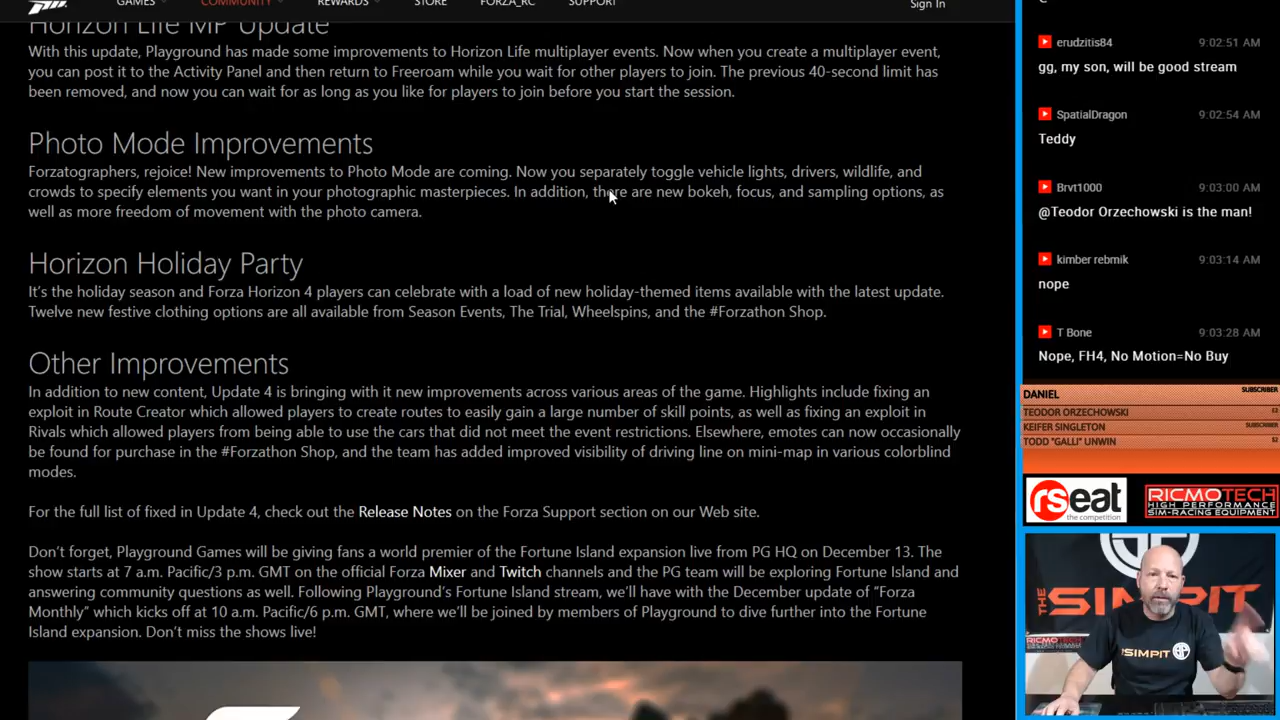 GAMES COMMUNITY REWARDS STORE FORZA_RC SUPPORT Sign In
Horizon Life MP Update
With this update, Playground has made some improvements to Horizon Life multiplayer events. Now when you create a multiplayer event,
you can post it to the Activity Panel and then return to Freeroam while you wait for other players to join. The previous 40-second limit has
been removed, and now you can wait for as long as you like for players to join before you start the session.
Photo Mode Improvements
Forzatographers, rejoice! New improvements to Photo Mode are coming. Now you separately toggle vehicle lights, drivers, wildlife, and
crowds to specify elements you want in your photographic masterpieces. In addition, there are new bokeh, focus, and sampling options, as
well as more freedom of movement with the photo camera.
Horizon Holiday Party
It's the holiday season and Forza Horizon 4 players can celebrate with a load of new holiday-themed items available with the latest update.
Twelve new festive clothing options are all available from Season Events, The Trial, Wheelspins, and the #Forzathon Shop.
Other Improvements
In addition to new content, Update 4 is bringing with it new improvements across various areas of the game. Highlights include fixing an
exploit in Route Creator which allowed players to create routes to easily gain a large number of skill points, as well as fixing an exploit in
Rivals which allowed players from being able to use the cars that did not meet the event restrictions. Elsewhere, emotes can now occasionally
be found for purchase in the #Forzathon Shop, and the team has added improved visibility of driving line on mini-map in various colorblind
modes.
For the full list of fixed in Update 4, check out the Release Notes on the Forza Support section on our Web site.
Don't forget, Playground Games will be giving fans a world premier of the Fortune Island expansion live from PG HQ on December 13. The
show starts at 7 a.m. Pacific/3 p.m. GMT on the official Forza Mixer and Twitch channels and the PG team will be exploring Fortune Island and
answering community questions as well. Following Playground's Fortune Island stream, we'll have with the December update of "Forza
Monthly" which kicks off at 10 a.m. Pacific/6 p.m. GMT, where we'll be joined by members of Playground to dive further into the Fortune
Island expansion. Don't miss the shows live!
erudzitis84 9:02:51 AM
gg, my son, will be good stream
SpatialDragon 9:02:54 AM
Teddy
Brvt1000 9:03:00 AM
@Teodor Orzechowski is the man!
kimber rebmik 9:03:14 AM
nope
T Bone 9:03:28 AM
Nope, FH4, No Motion=No Buy
DANIEL SUBSCRIBER
TEODOR ORZECHOWSKI
KEIFER SINGLETON SUBSCRIBER
TODD "GALLI" UNWIN
rseat
the competition
RICMOTECH
HIGH PERFORMANCE
SIM-RACING EQUIPMENT
THE SIMPIT
RICMOTECH
THE SIMPIT